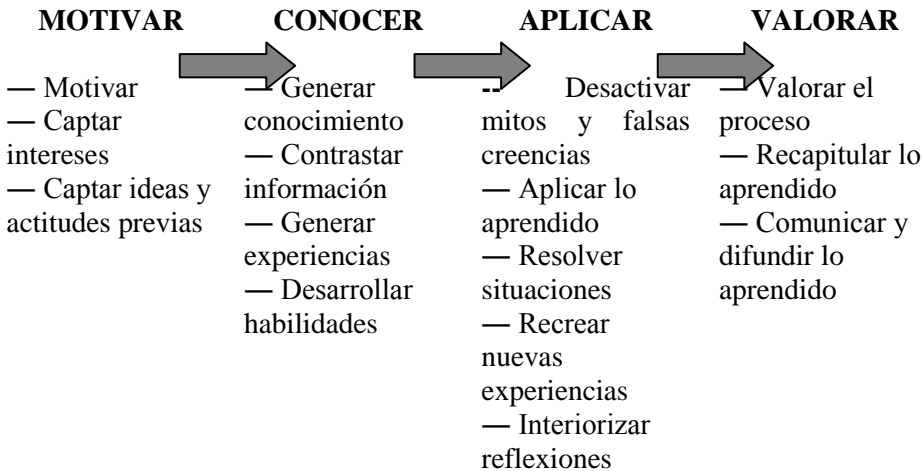 MOTIVAR
CONOCER
APLICAR
VALORAR
— Motivar
— Captar
intereses
— Captar ideas y
actitudes previas
— Generar
conocimiento
— Contrastar
información
— Generar
experiencias
— Desarrollar
habilidades
-- Desactivar
mitos y falsas
creencias
— Aplicar lo
aprendido
— Resolver
situaciones
— Recrear
nuevas
experiencias
— Interiorizar
reflexiones
— Valorar el
proceso
— Recapitular lo
aprendido
— Comunicar y
difundir lo
aprendido